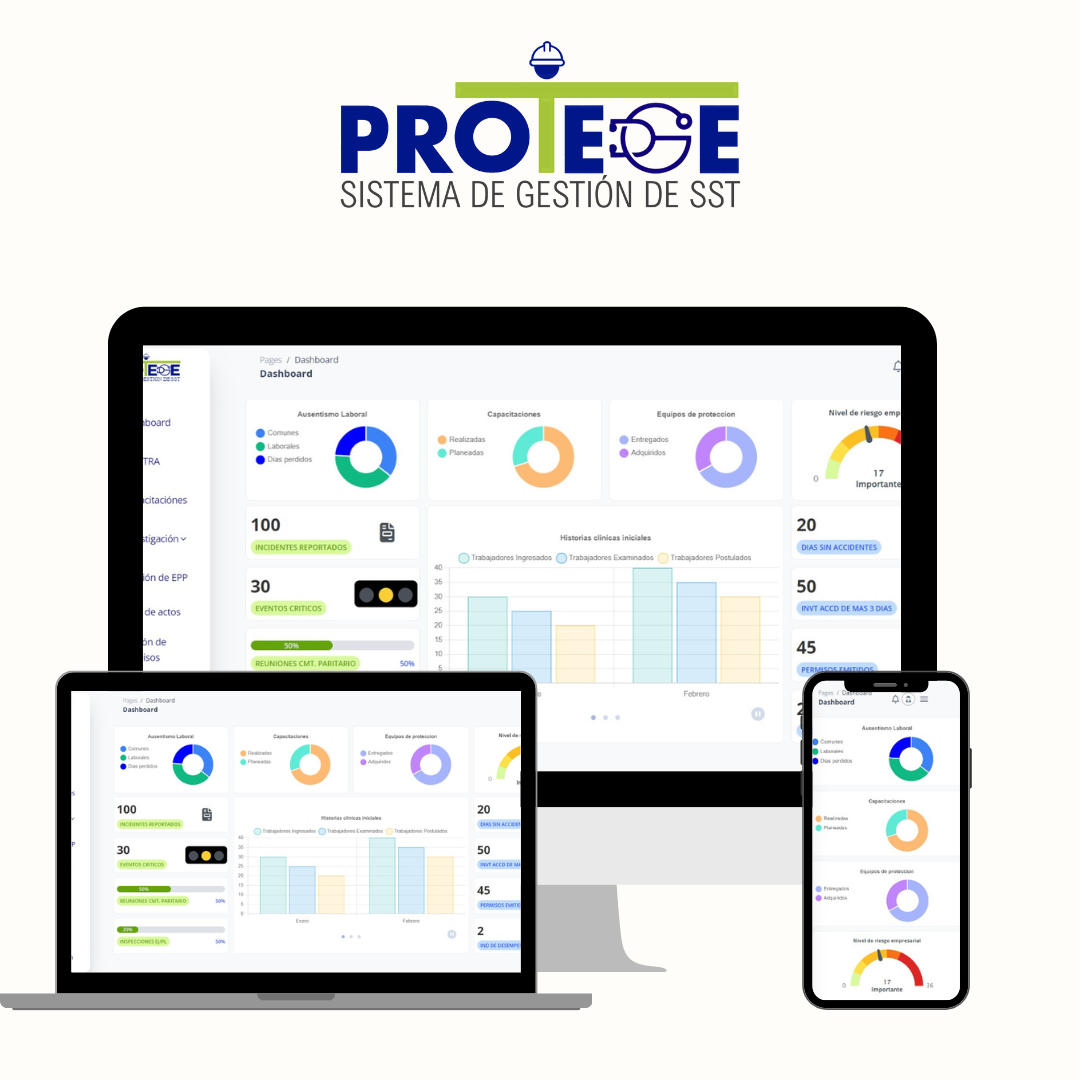 PROTEGE
SISTEMA DE GESTIÓN DE SST
Pages / Dashboard
Dashboard
Ausentismo Laboral
Comunes
Laborales
Dias perdidos
Capacitaciones
Realizadas
Planeadas
Equipos de proteccion
Entregados
Adquiridos
Nivel de riesgo emp
0
17
Importante
board
TRA
acitaciónes
stigación
ión de EPP
de actos
ón de
isos
100
INCIDENTES REPORTADOS
30
EVENTOS CRITICOS
50%
REUNIONES CMT. PARITARIO 50%
Historias clinicas iniciales
Trabajadores Ingresados Trabajadores Examinados Trabajadores Postulados
40
35
30
25
20
15
10
5
Febrero
20
DIAS SIN ACCIDENTES
50
INVT ACCD DE MAS 3 DIAS
45
PERMISOS EMITIDOS
Pages / Dashboard
Dashboard
Ausentismo Laboral
Comunes
Laborales
Dias perdidos
Capacitaciones
Realizadas
Planeadas
Equipos de proteccion
Entregados
Adquiridos
Nivel de
0
100
INCIDENTES REPORTADOS
30
EVENTOS CRITICOS
50%
REUNIONES CMT. PARITARIO 50%
INSPECCIONES EJ/PL 50%
Historias clinicas iniciales
Trabajadores Ingresados Trabajadores Examinados Trabajadores Postulados
40
35
30
25
20
15
10
5
0
Enero Febrero
20
DIAS SIN ACCIDEN
50
INVT ACCD DE MA
45
PERMISOS EMITID
2
IND DE DESEMPE
Pages / Dashboard
Dashboard
Ausentismo Laboral
Comunes
Laborales
Dias perdidos
Capacitaciones
Realizadas
Planeadas
Equipos de proteccion
Entregados
Adquiridos
Nivel de riesgo empresarial
0
17
Importante
36